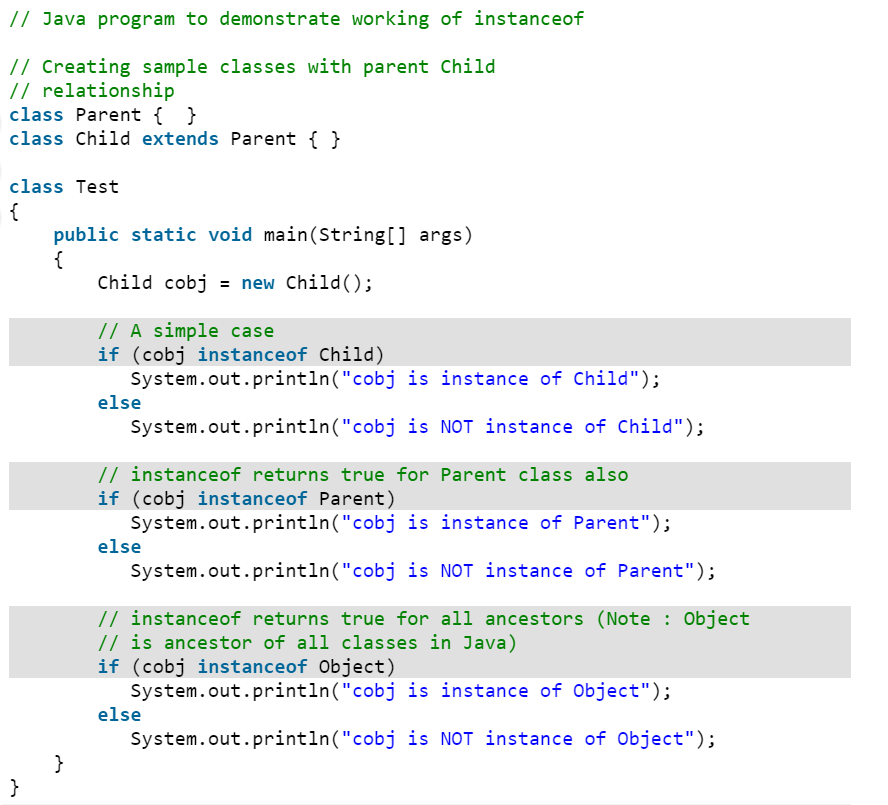 // Java program to demonstrate working of instanceof

// Creating sample classes with parent Child
// relationship
class Parent {  }
class Child extends Parent { }

class Test
{
    public static void main(String[] args)
    {
        Child cobj = new Child();

        // A simple case
        if (cobj instanceof Child)
           System.out.println("cobj is instance of Child");
        else
           System.out.println("cobj is NOT instance of Child");

        // instanceof returns true for Parent class also
        if (cobj instanceof Parent)
           System.out.println("cobj is instance of Parent");
        else
           System.out.println("cobj is NOT instance of Parent");

        // instanceof returns true for all ancestors (Note : Object
        // is ancestor of all classes in Java)
        if (cobj instanceof Object)
           System.out.println("cobj is instance of Object");
        else
           System.out.println("cobj is NOT instance of Object");
    }
}